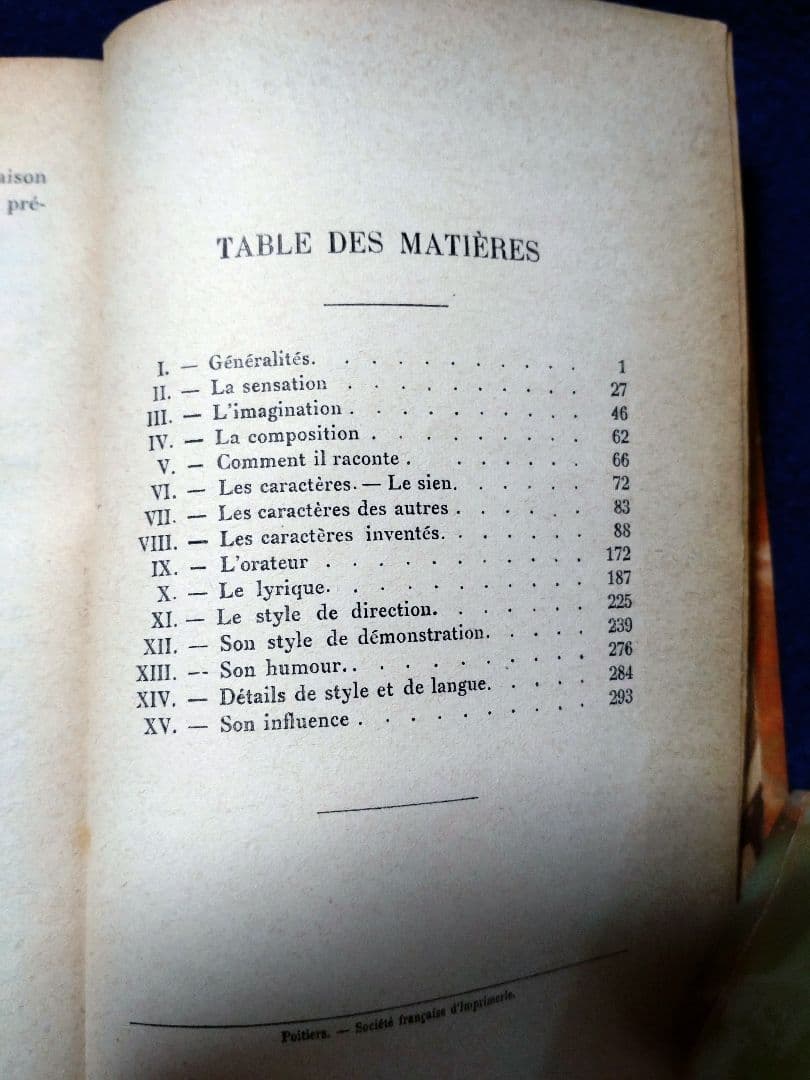 aison
pré-
TABLE DES MATIÈRES
I. — Généralités. . . . . . . . . . . 1
II. — La sensation . . . . . . . . . . 27
III. — L'imagination . . . . . . . . . 46
IV. — La composition . . . . . . . . . 62
V. — Comment il raconte . . . . . . . 66
VI. — Les caractères. — Le sien. . . . . . 72
VII. — Les caractères des autres . . . . . 83
VIII. — Les caractères inventés. . . . . . 88
IX. — L'orateur . . . . . . . . . . . 172
X. — Le lyrique. . . . . . . . . . . 187
XI. — Le style de direction. . . . . . . 225
XII. — Son style de démonstration. . . . . 239
XIII. -- Son humour. . . . . . . . . . 276
XIV. — Détails de style et de langue. . . . . 284
XV. — Son influence . . . . . . . . . 293
Poitiers. — Société française d'Imprimerie.